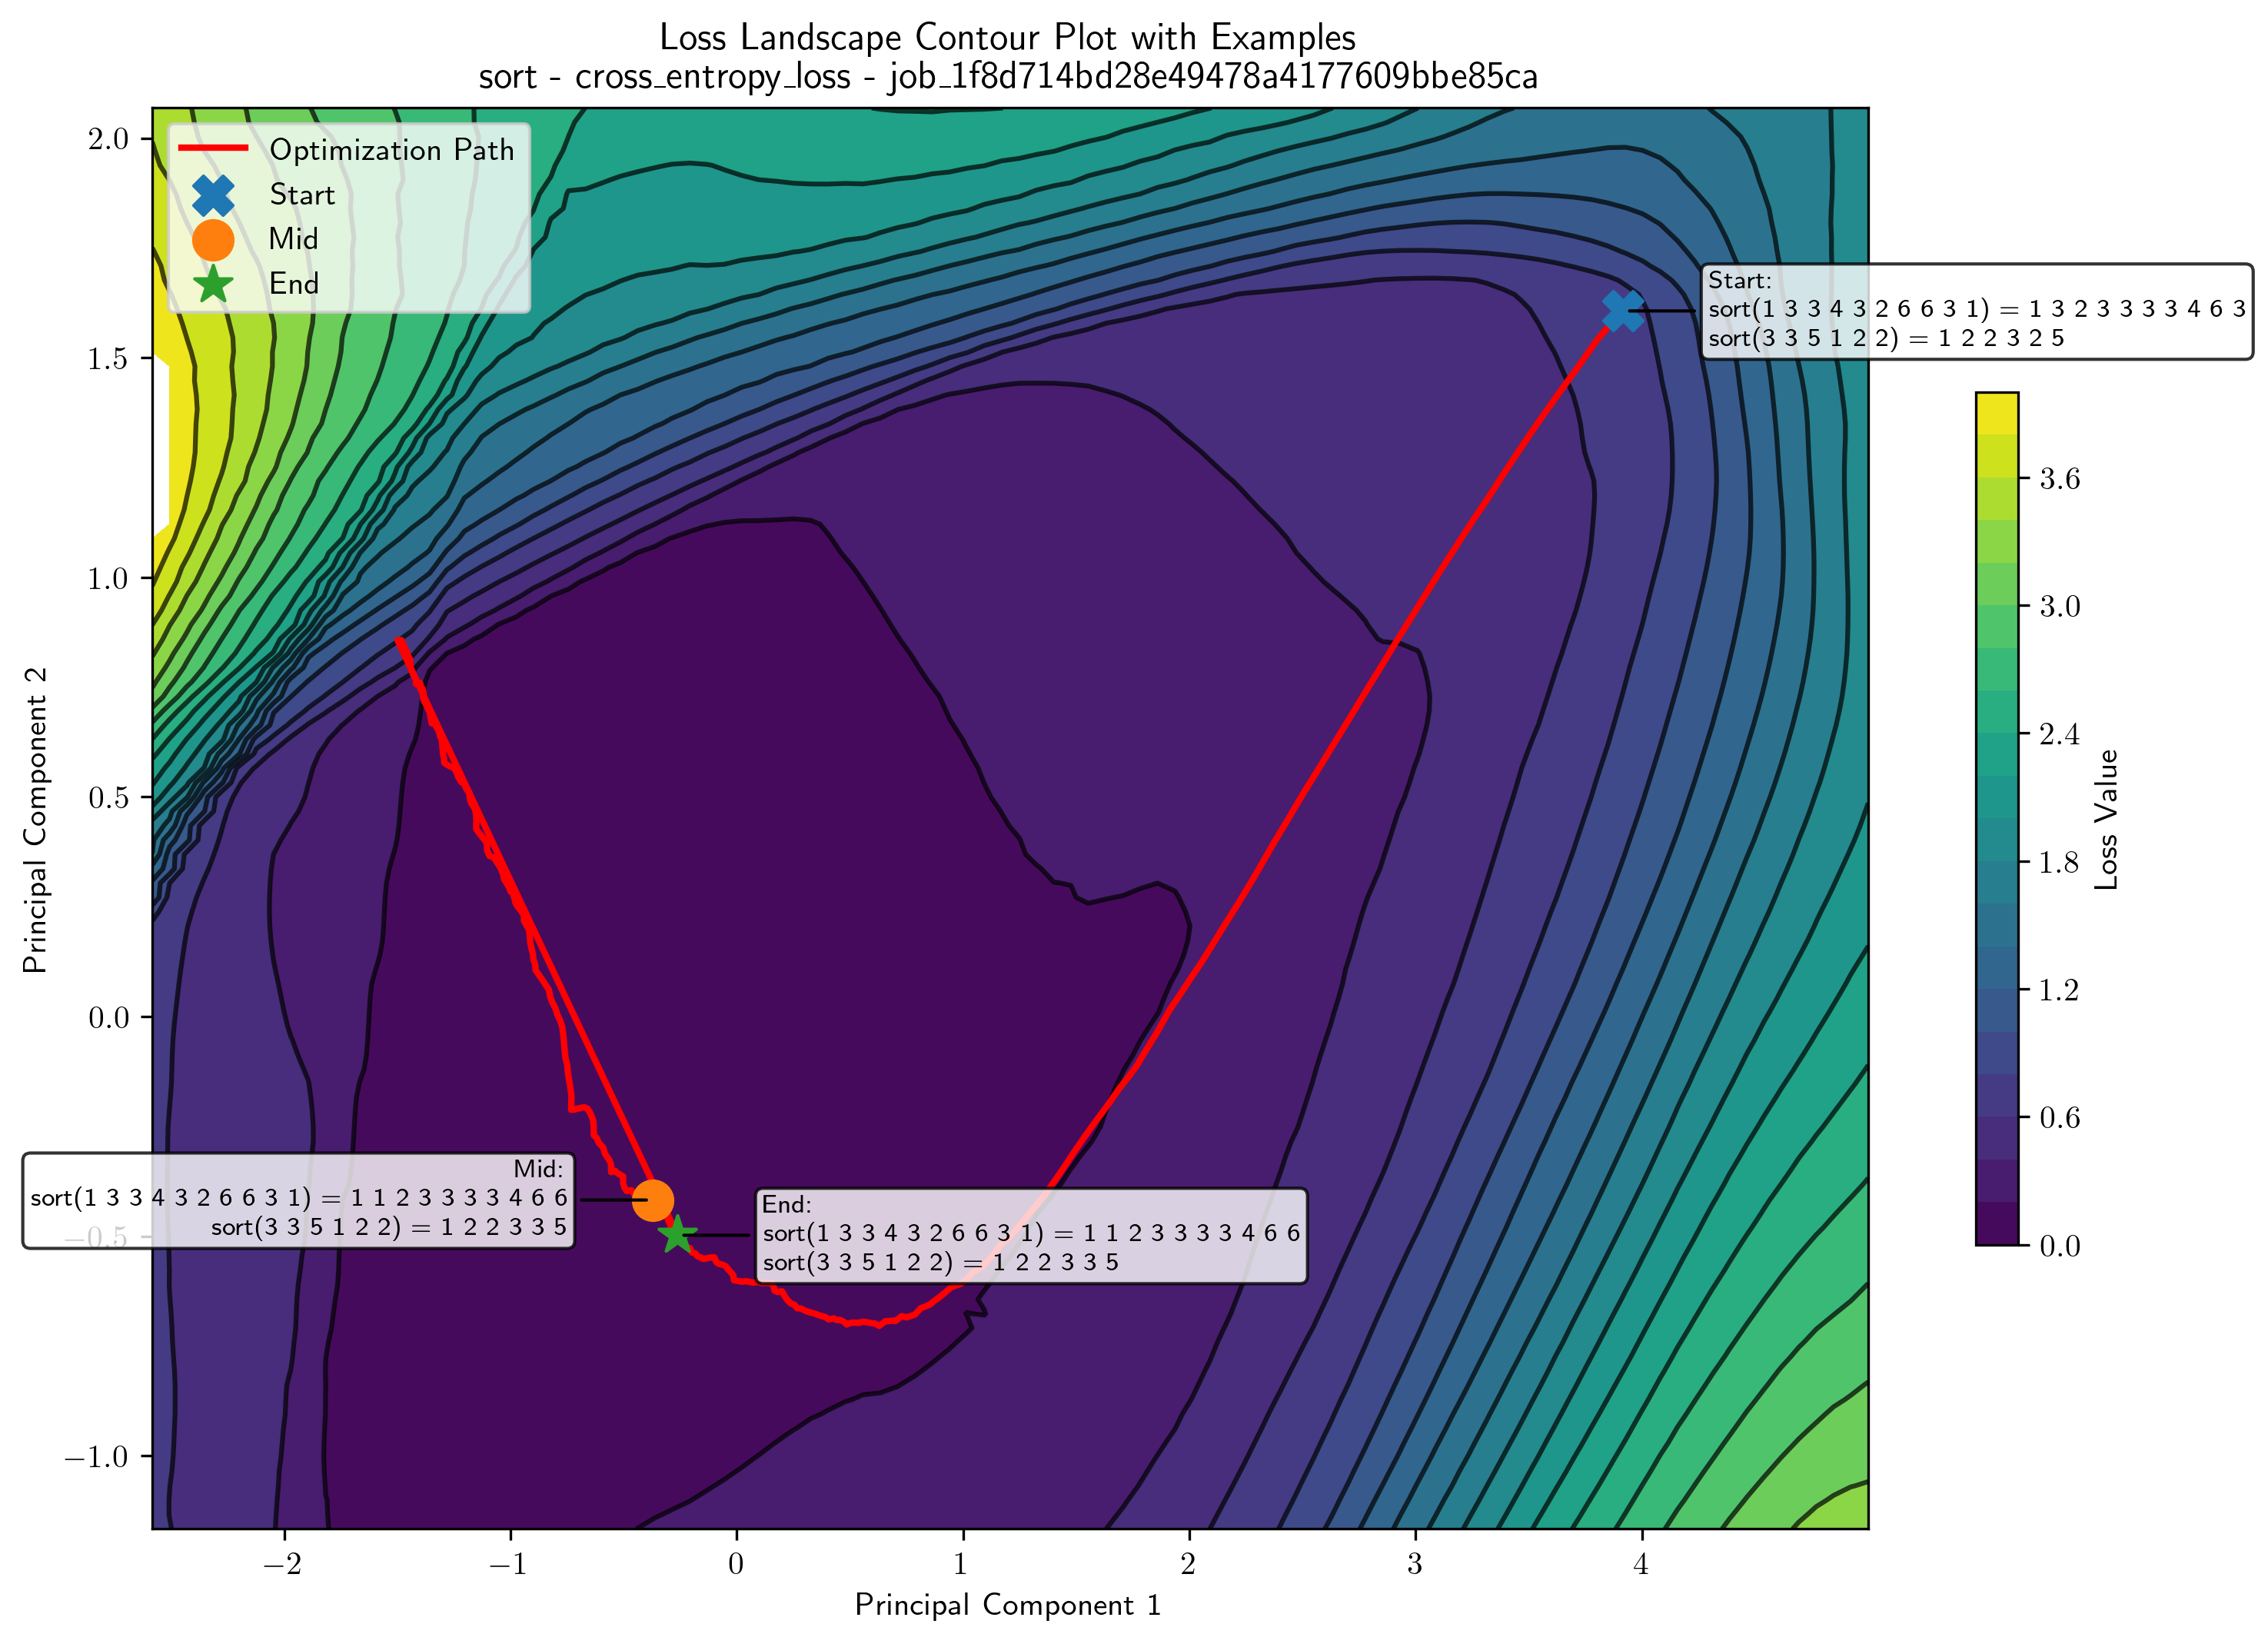 Loss Landscape Contour Plot with Examples
sort - cross_entropy_loss - job_1f8d714bd28e49478a4177609bbe85ca
Optimization Path
Start
Mid
End
Start:
sort(1 3 3 4 3 2 6 6 3 1) = 1 3 2 3 3 3 3 4 6 3
sort(3 3 5 1 2 2) = 1 2 2 3 2 5
Mid:
sort(1 3 3 4 3 2 6 6 3 1) = 1 1 2 3 3 3 3 4 6 6
sort(3 3 5 1 2 2) = 1 2 2 3 3 5
End:
sort(1 3 3 4 3 2 6 6 3 1) = 1 1 2 3 3 3 3 4 6 6
sort(3 3 5 1 2 2) = 1 2 2 3 3 5
2.0
1.5
1.0
0.5
0.0
−0.5
−1.0
Principal Component 2
−2
−1
0
1
2
3
4
Principal Component 1
3.6
3.0
2.4
1.8
1.2
0.6
0.0
Loss Value